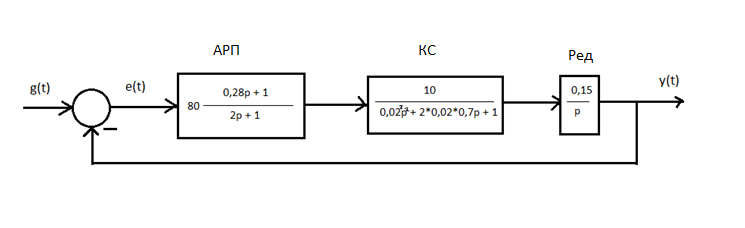 АРП
КС
Ред
g(t)
e(t)
80
0,28p + 1
2p + 1
10
0,02²p² + 2*0,02*0,7p + 1
0,15
p
y(t)